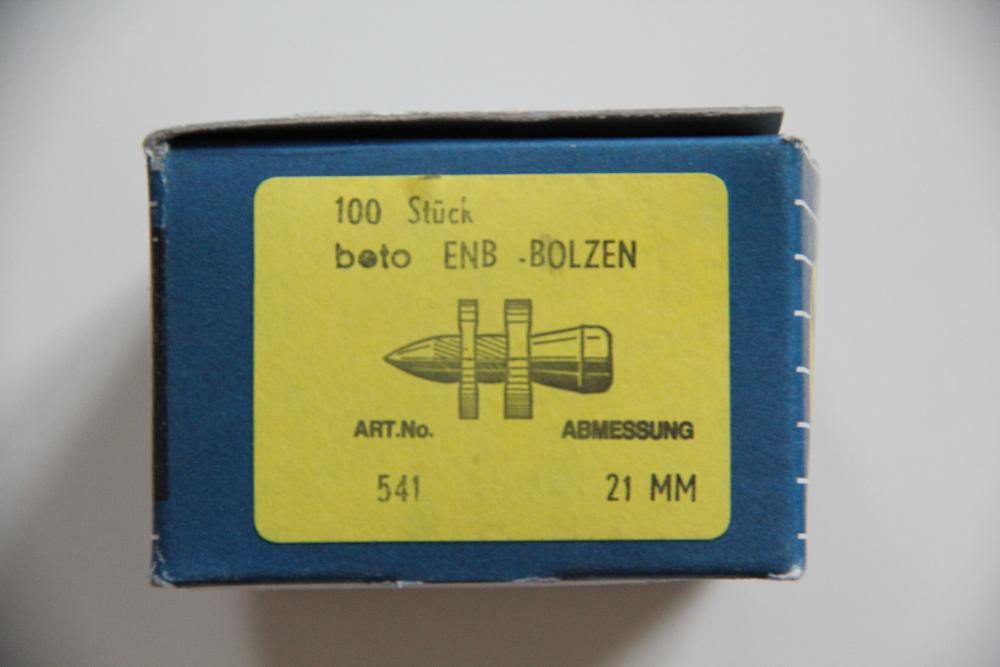 100 Stück
beto ENB -BOLZEN
ART.No. ABMESSUNG
541 21 MM